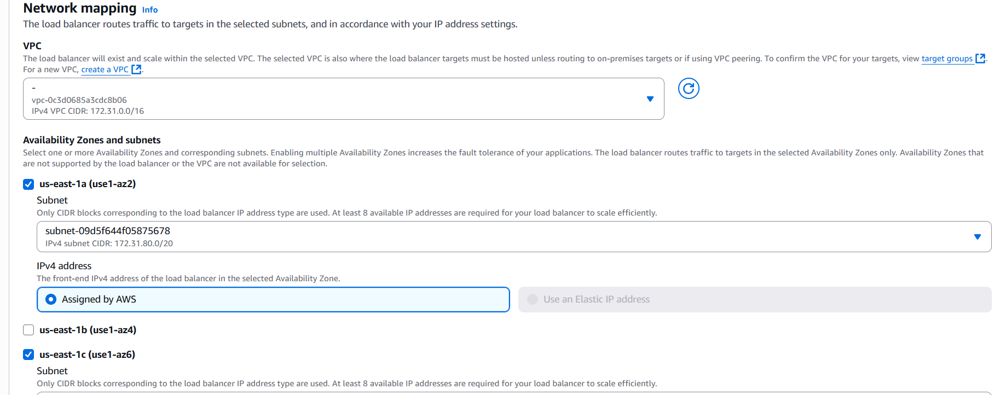 Network mapping Info
The load balancer routes traffic to targets in the selected subnets, and in accordance with your IP address settings.
VPC
The load balancer will exist and scale within the selected VPC. The selected VPC is also where the load balancer targets must be hosted unless routing to on-premises targets or if using VPC peering. To confirm the VPC for your targets, view target groups.
For a new VPC, create a VPC.
-
vpc-0c3d0685a3cdc8b06
IPv4 VPC CIDR: 172.31.0.0/16
Availability Zones and subnets
Select one or more Availability Zones and corresponding subnets. Enabling multiple Availability Zones increases the fault tolerance of your applications. The load balancer routes traffic to targets in the selected Availability Zones only. Availability Zones that
are not supported by the load balancer or the VPC are not available for selection.
us-east-1a (use1-az2)
Subnet
Only CIDR blocks corresponding to the load balancer IP address type are used. At least 8 available IP addresses are required for your load balancer to scale efficiently.
subnet-09d5f644f05875678
IPv4 subnet CIDR: 172.31.80.0/20
IPv4 address
The front-end IPv4 address of the load balancer in the selected Availability Zone.
Assigned by AWS
Use an Elastic IP address
us-east-1b (use1-az4)
us-east-1c (use1-az6)
Subnet
Only CIDR blocks corresponding to the load balancer IP address type are used. At least 8 available IP addresses are required for your load balancer to scale efficiently.